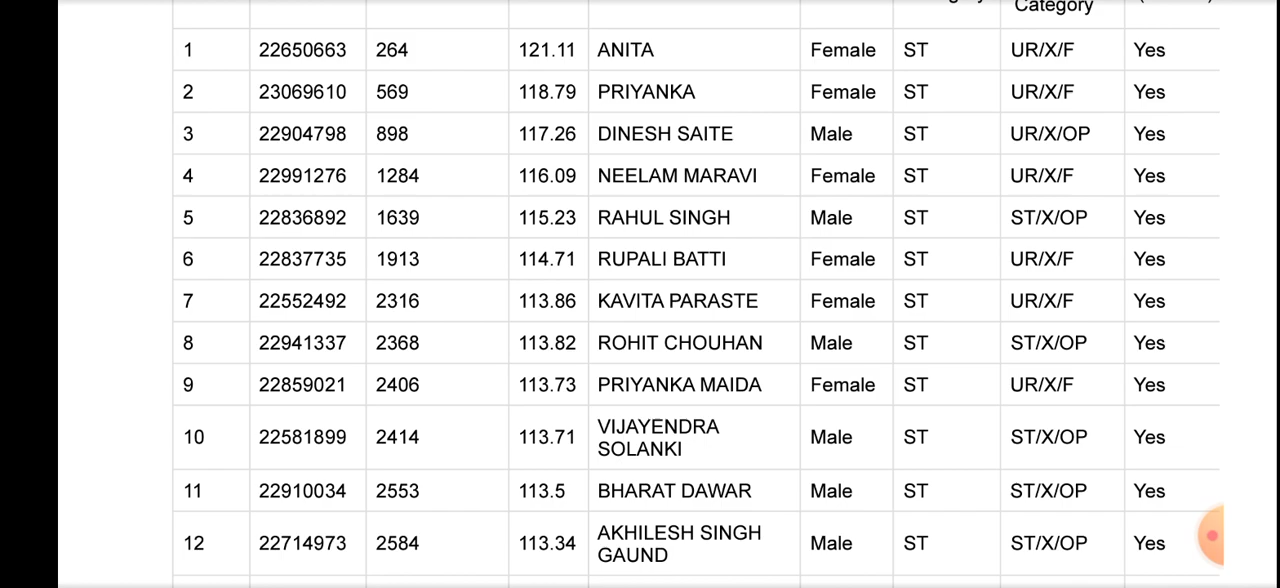 Category
1 22650663 264 121.11 ANITA Female ST UR/X/F Yes
2 23069610 569 118.79 PRIYANKA Female ST UR/X/F Yes
3 22904798 898 117.26 DINESH SAITE Male ST UR/X/OP Yes
4 22991276 1284 116.09 NEELAM MARAVI Female ST UR/X/F Yes
5 22836892 1639 115.23 RAHUL SINGH Male ST ST/X/OP Yes
6 22837735 1913 114.71 RUPALI BATTI Female ST UR/X/F Yes
7 22552492 2316 113.86 KAVITA PARASTE Female ST UR/X/F Yes
8 22941337 2368 113.82 ROHIT CHOUHAN Male ST ST/X/OP Yes
9 22859021 2406 113.73 PRIYANKA MAIDA Female ST UR/X/F Yes
10 22581899 2414 113.71 VIJAYENDRA
SOLANKI Male ST ST/X/OP Yes
11 22910034 2553 113.5 BHARAT DAWAR Male ST ST/X/OP Yes
12 22714973 2584 113.34 AKHILESH SINGH
GAUND Male ST ST/X/OP Yes